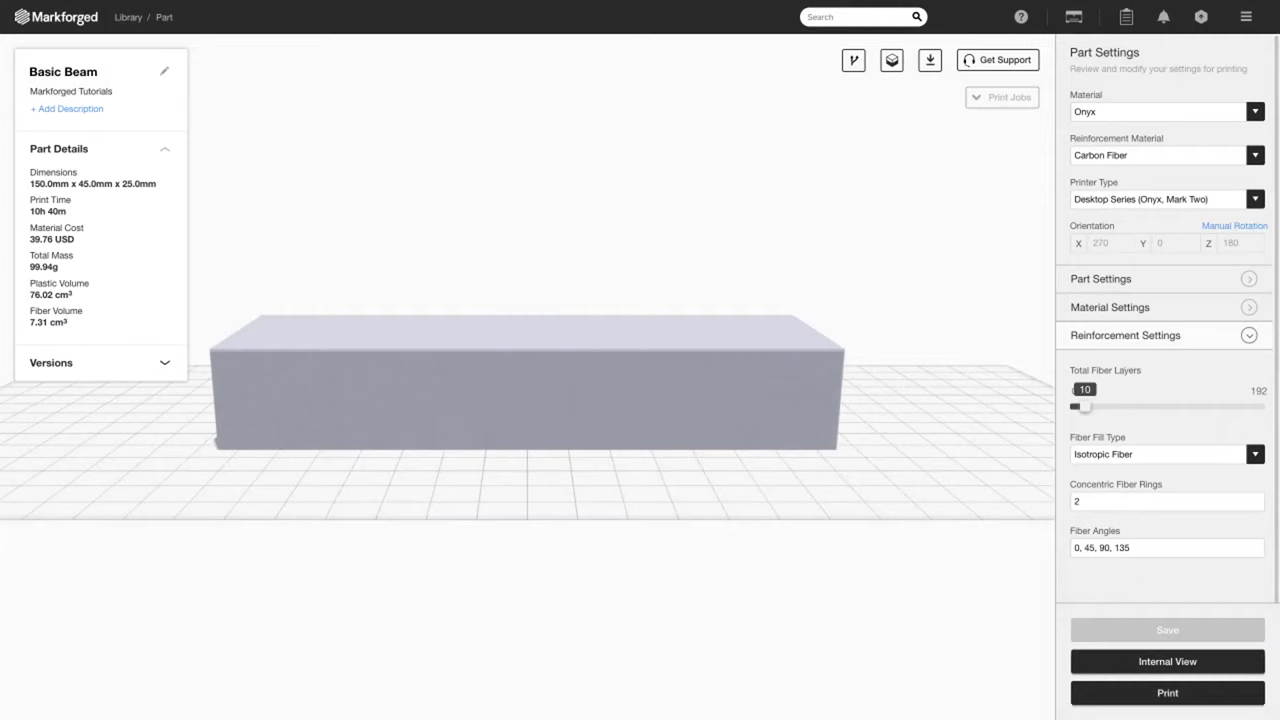 Markforged
Library / Part
Search
?
Basic Beam
Markforged Tutorials
+ Add Description
Part Details
Dimensions
150.0mm x 45.0mm x 25.0mm
Print Time
10h 40m
Material Cost
39.76 USD
Total Mass
99.94g
Plastic Volume
76.02 cm³
Fiber Volume
7.31 cm³
Versions
Get Support
Print Jobs
Part Settings
Review and modify your settings for printing
Material
Onyx
Reinforcement Material
Carbon Fiber
Printer Type
Desktop Series (Onyx, Mark Two)
Orientation Manual Rotation
X 270 Y 0 Z 180
Part Settings
Material Settings
Reinforcement Settings
Total Fiber Layers
10 192
Fiber Fill Type
Isotropic Fiber
Concentric Fiber Rings
2
Fiber Angles
0, 45, 90, 135
Save
Internal View
Print